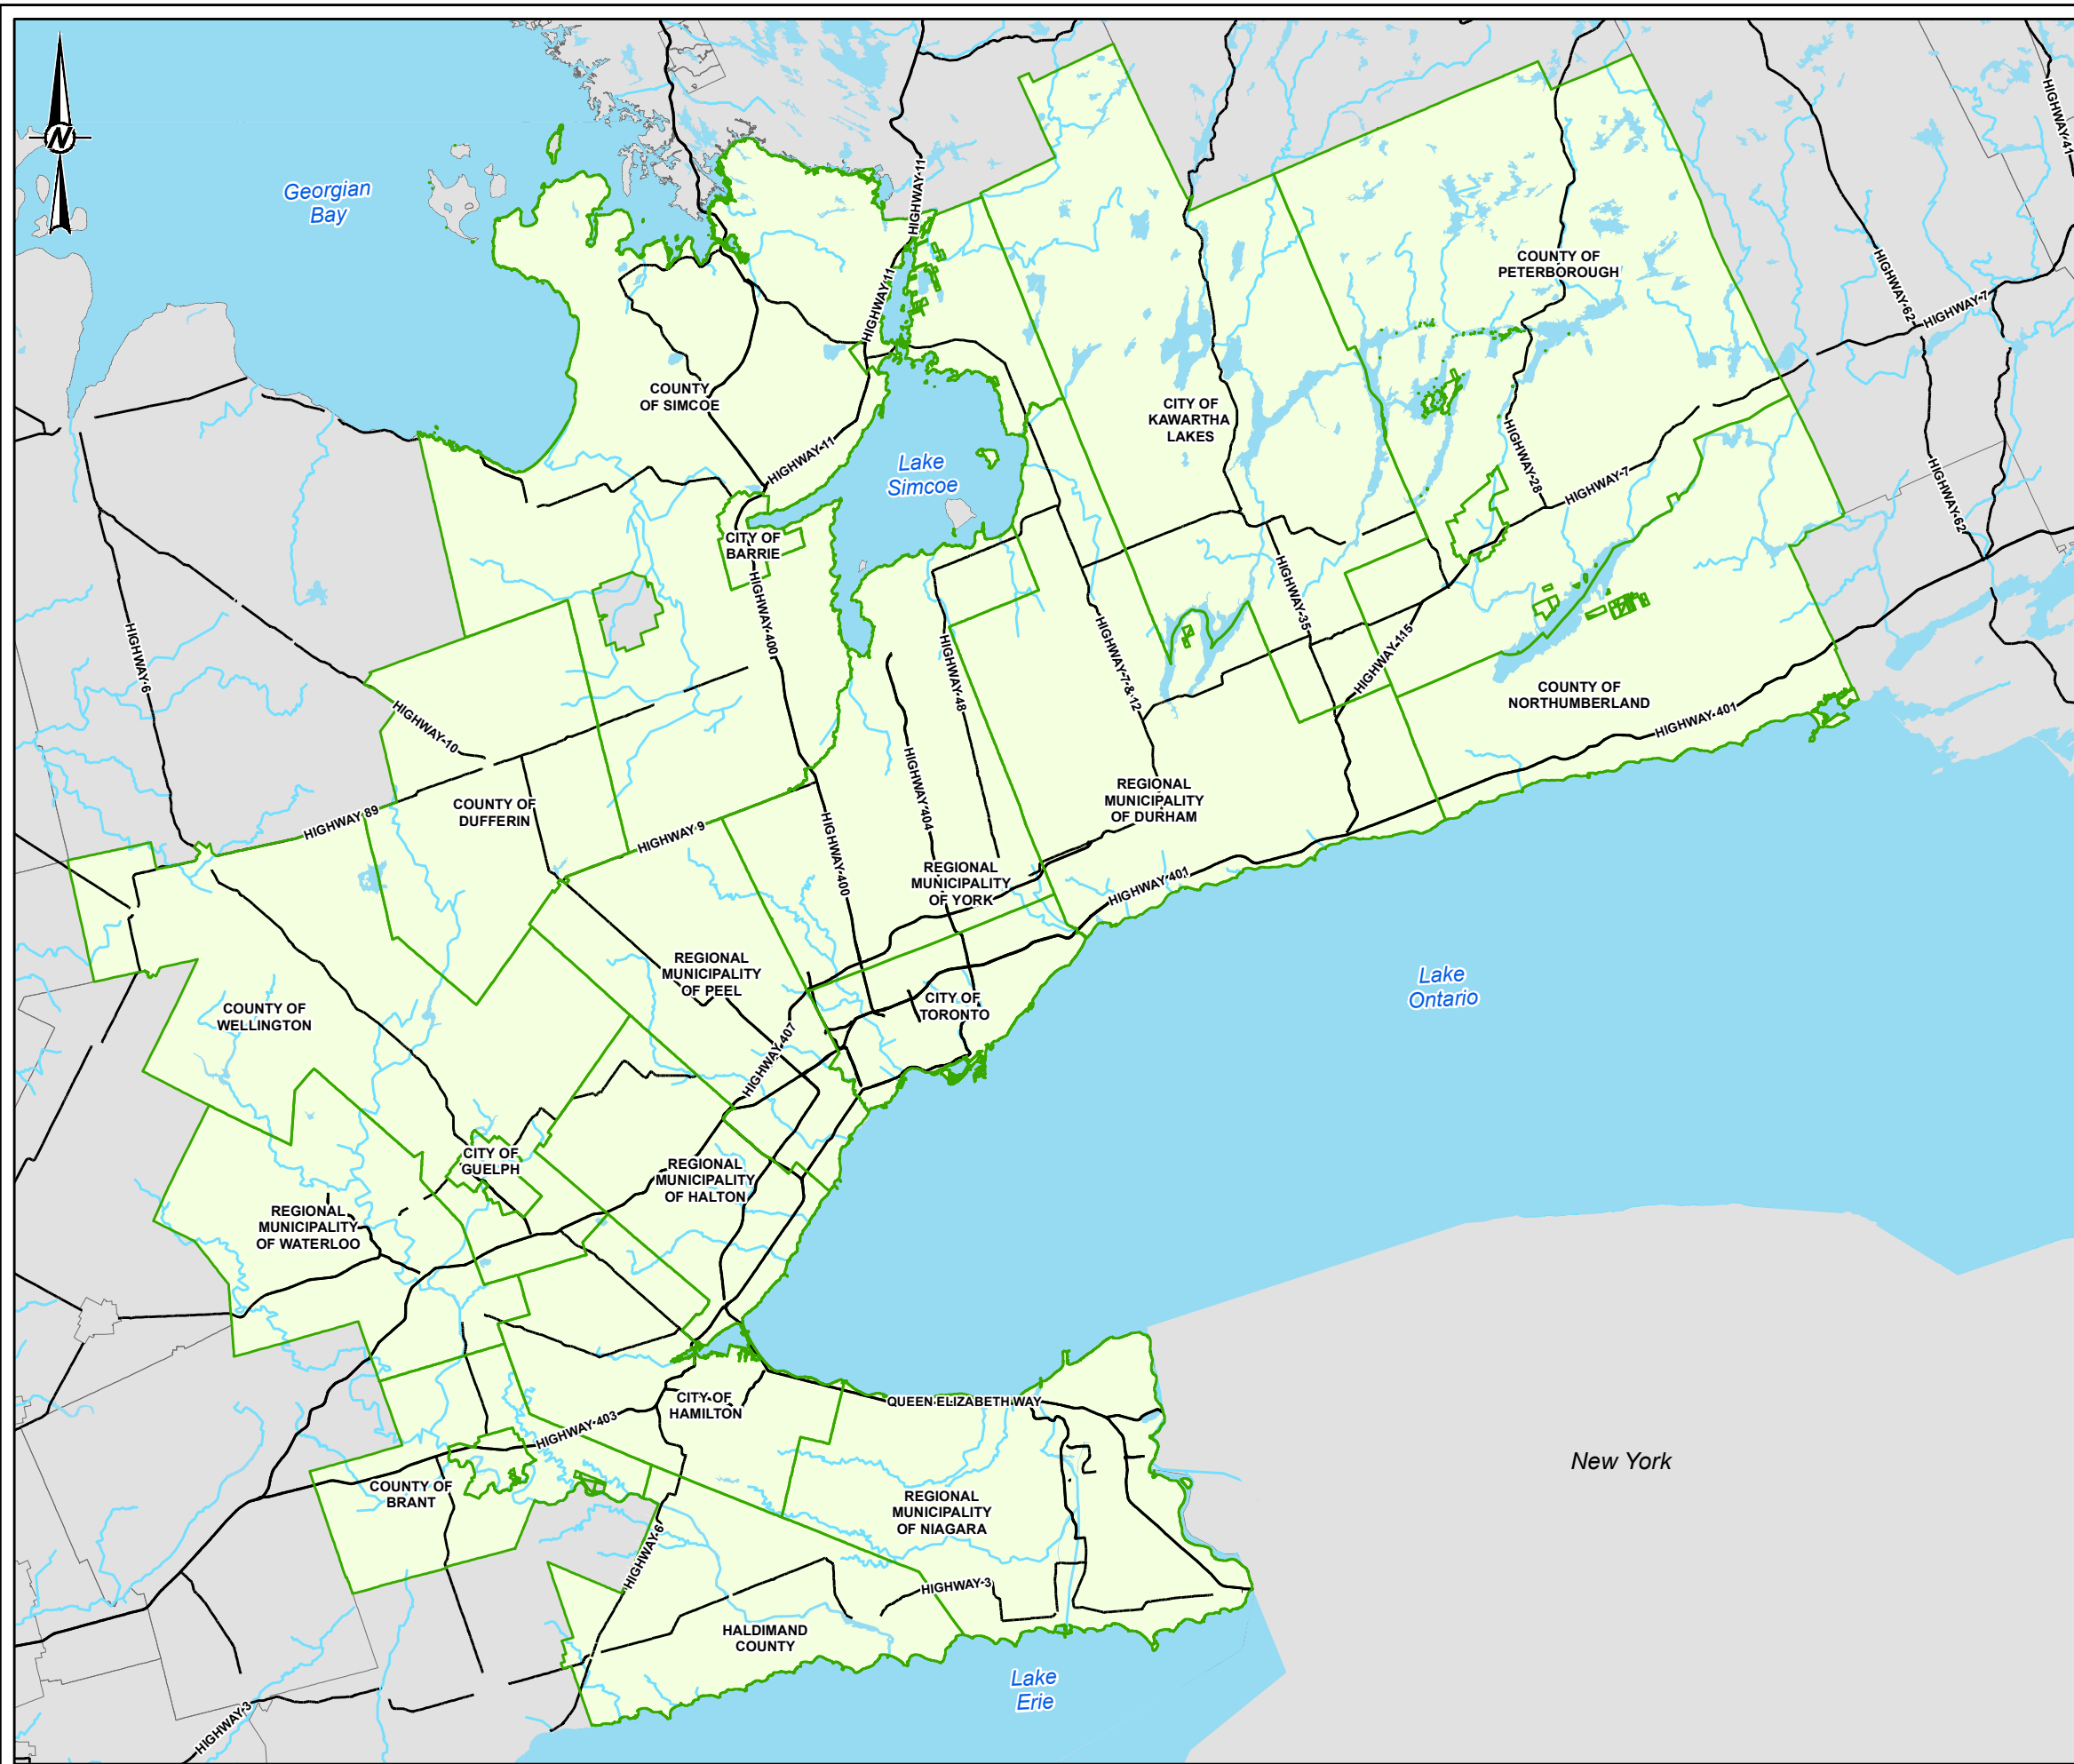 N
Georgian
Bay
HIGHWAY 11
HIGHWAY 41
COUNTY OF
PETERBOROUGH
HIGHWAY 62
HIGHWAY 7
HIGHWAY 11
COUNTY
OF SIMCOE
CITY OF
KAWARTHA
LAKES
HIGHWAY 11
Lake
Simcoe
HIGHWAY 28
HIGHWAY 7
HIGHWAY 62
CITY OF
BARRIE
HIGHWAY 400
HIGHWAY 35
HIGHWAY 6
HIGHWAY 48
HIGHWAY 7 & 12
HIGHWAY 115
COUNTY OF
NORTHUMBERLAND
HIGHWAY 401
HIGHWAY 10
HIGHWAY 404
REGIONAL
MUNICIPALITY
OF DURHAM
COUNTY OF
DUFFERIN
HIGHWAY 89
HIGHWAY 9
HIGHWAY 400
REGIONAL
MUNICIPALITY
OF YORK
HIGHWAY 401
REGIONAL
MUNICIPALITY
OF PEEL
Lake
Ontario
COUNTY OF
WELLINGTON
CITY OF
TORONTO
HIGHWAY 407
CITY OF
GUELPH
REGIONAL
MUNICIPALITY
OF HALTON
REGIONAL
MUNICIPALITY
OF WATERLOO
CITY OF
HAMILTON
QUEEN ELIZABETH WAY
HIGHWAY 403
New York
COUNTY OF
BRANT
REGIONAL
MUNICIPALITY
OF NIAGARA
HIGHWAY 6
HIGHWAY 3
HALDIMAND
COUNTY
Lake
Erie
HIGHWAY 3